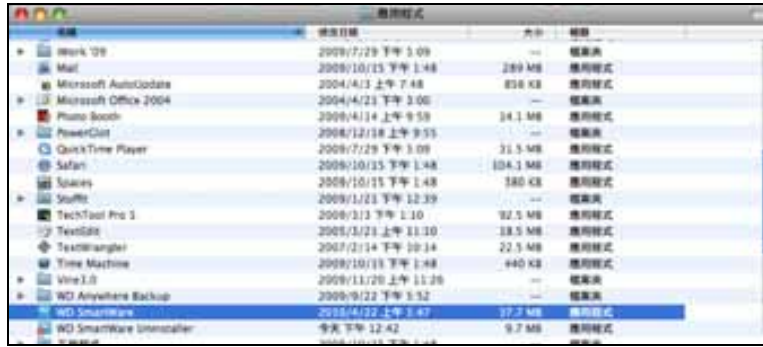 應用程式
名稱 修改日期 大小 種類
iWork '09 2009/7/29 下午 5:09 -- 檔案夾
Mail 2009/10/15 下午 1:48 289 MB 應用程式
Microsoft AutoUpdate 2004/4/3 上午 7:48 858 KB 應用程式
Microsoft Office 2004 2004/4/21 下午 3:00 -- 檔案夾
Photo Booth 2009/4/14 上午 9:59 14.1 MB 應用程式
PowerGlot 2008/12/18 上午 9:55 -- 檔案夾
QuickTime Player 2009/7/29 下午 5:09 31.5 MB 應用程式
Safari 2009/10/15 下午 1:48 104.1 MB 應用程式
Spaces 2009/10/15 下午 1:48 580 KB 應用程式
StuffIt 2009/1/21 下午 12:39 -- 檔案夾
TechTool Pro 5 2009/3/3 下午 1:10 92.5 MB 應用程式
TextEdit 2005/3/21 上午 11:10 18.5 MB 應用程式
TextWrangler 2007/2/14 下午 10:14 22.5 MB 應用程式
Time Machine 2009/10/15 下午 1:48 440 KB 應用程式
Vine3.0 2009/11/20 上午 11:26 -- 檔案夾
WD Anywhere Backup 2009/9/22 下午 5:52 -- 檔案夾
WD SmartWare 2010/4/22 上午 3:47 37.7 MB 應用程式
WD SmartWare Uninstaller 今天 下午 12:42 9.7 MB 應用程式